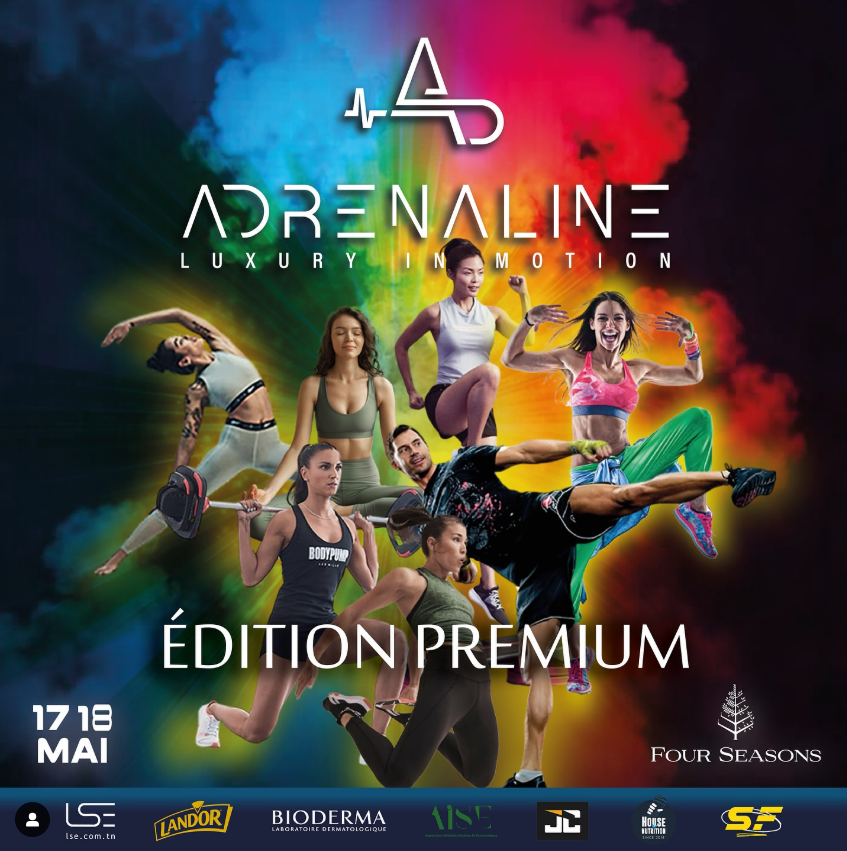 ADRENALINE
LUXURY IN MOTION
BODYPUMP
ÉDITION PREMIUM
17 18
MAI
FOUR SEASONS
LSE
lse.com.tn
LANDOR
BIODERMA
LABORATOIRE DERMATOLOGIQUE
AISE
JC
HOUSE
NUTRITION
SF